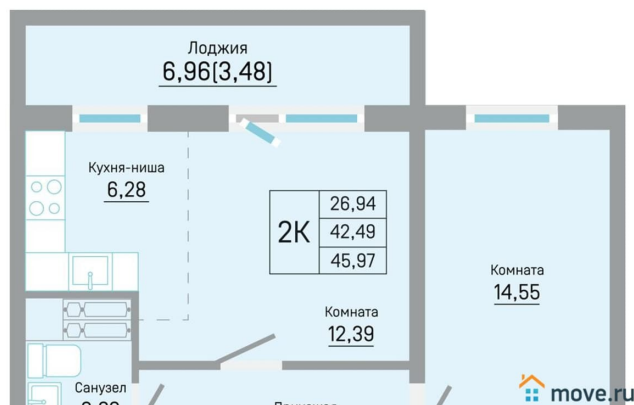 Лоджия
6,96(3,48)
Кухня-ниша
6,28
2К
26,94
42,49
45,97
Комната
14,55
Комната
12,39
Санузел
move.ru